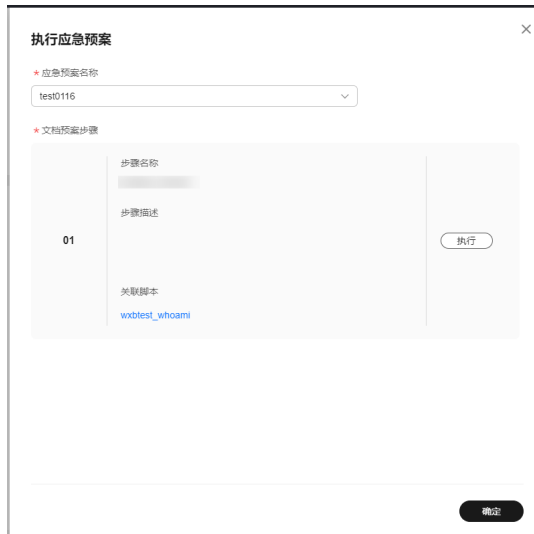 执行应急预案
* 应急预案名称
test0116
* 文档预案步骤
01
步骤名称
步骤描述
关联脚本
wxbtest_whoami
执行
确定